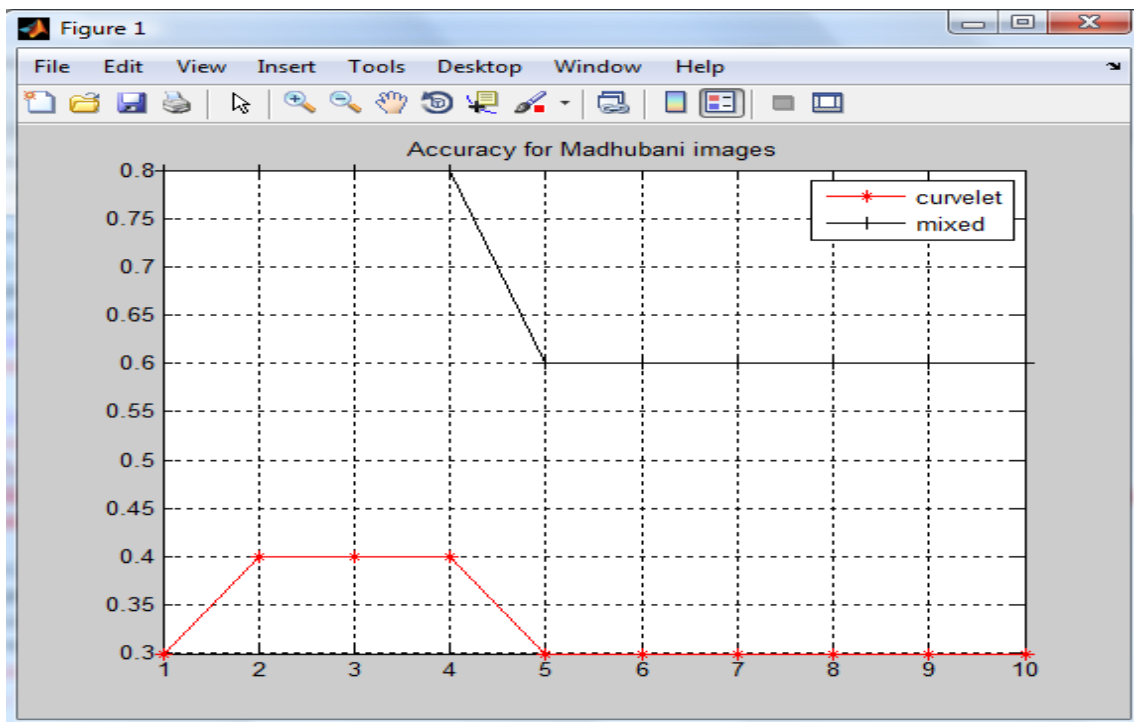 Figure 1
File Edit View Insert Tools Desktop Window Help
Accuracy for Madhubani images
0.8
curvelet
mixed
0.75
0.7
0.65
0.6
0.55
0.5
0.45
0.4
0.35
0.3
1 2 3 4 5 6 7 8 9 10